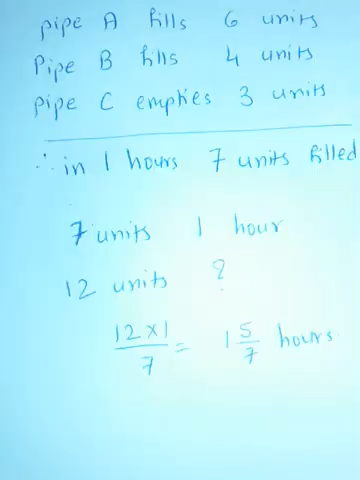 pipe A fills 6 units
Pipe B fills 4 units
pipe C empties 3 units
∴ in 1 hours 7 units filled
7 units 1 hour
12 units ?
12 x 1 / 7 = 1 5/7 hours